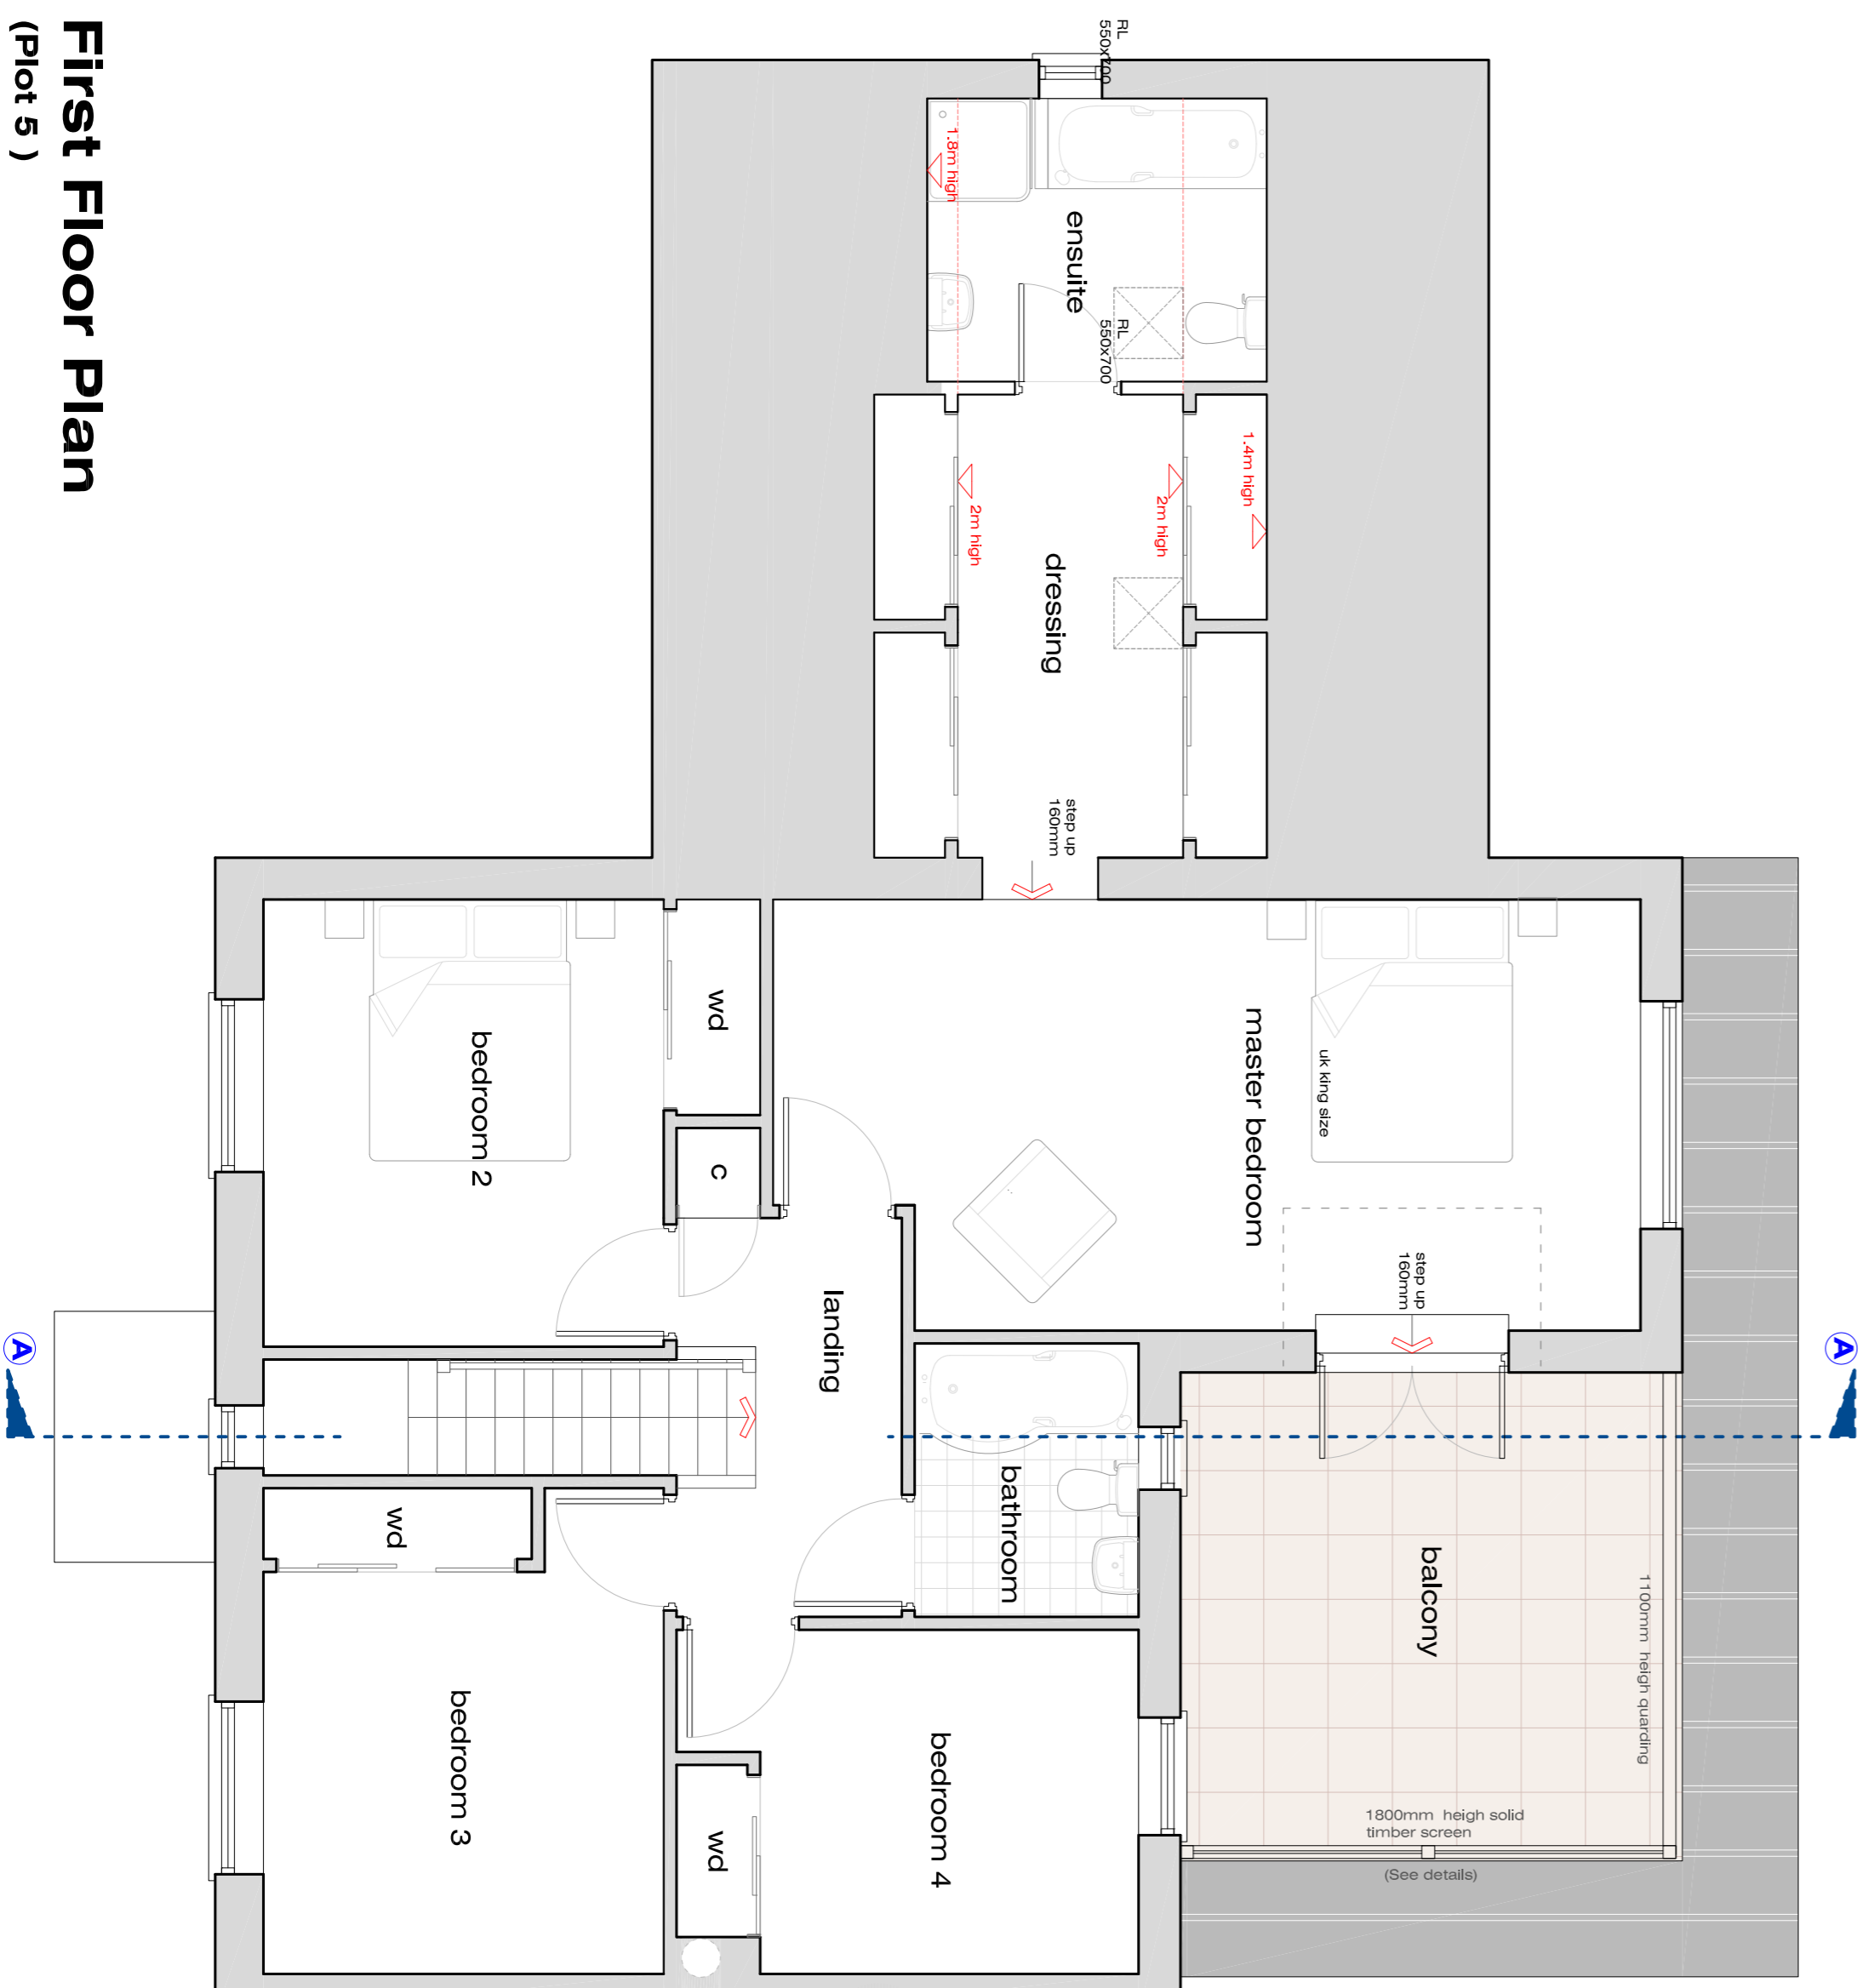 First Floor Plan
(Plot 5 )
RL
550x700
1.8m high
ensuite
RL
550x700
1.4m high
2m high
2m high
dressing
step up
160mm
master bedroom
uk king size
step up
160mm
wd
bedroom 2
c
landing
bathroom
balcony
1100mm heigh quarding
1800mm heigh solid
timber screen
(See details)
wd
bedroom 3
bedroom 4
wd
A
A